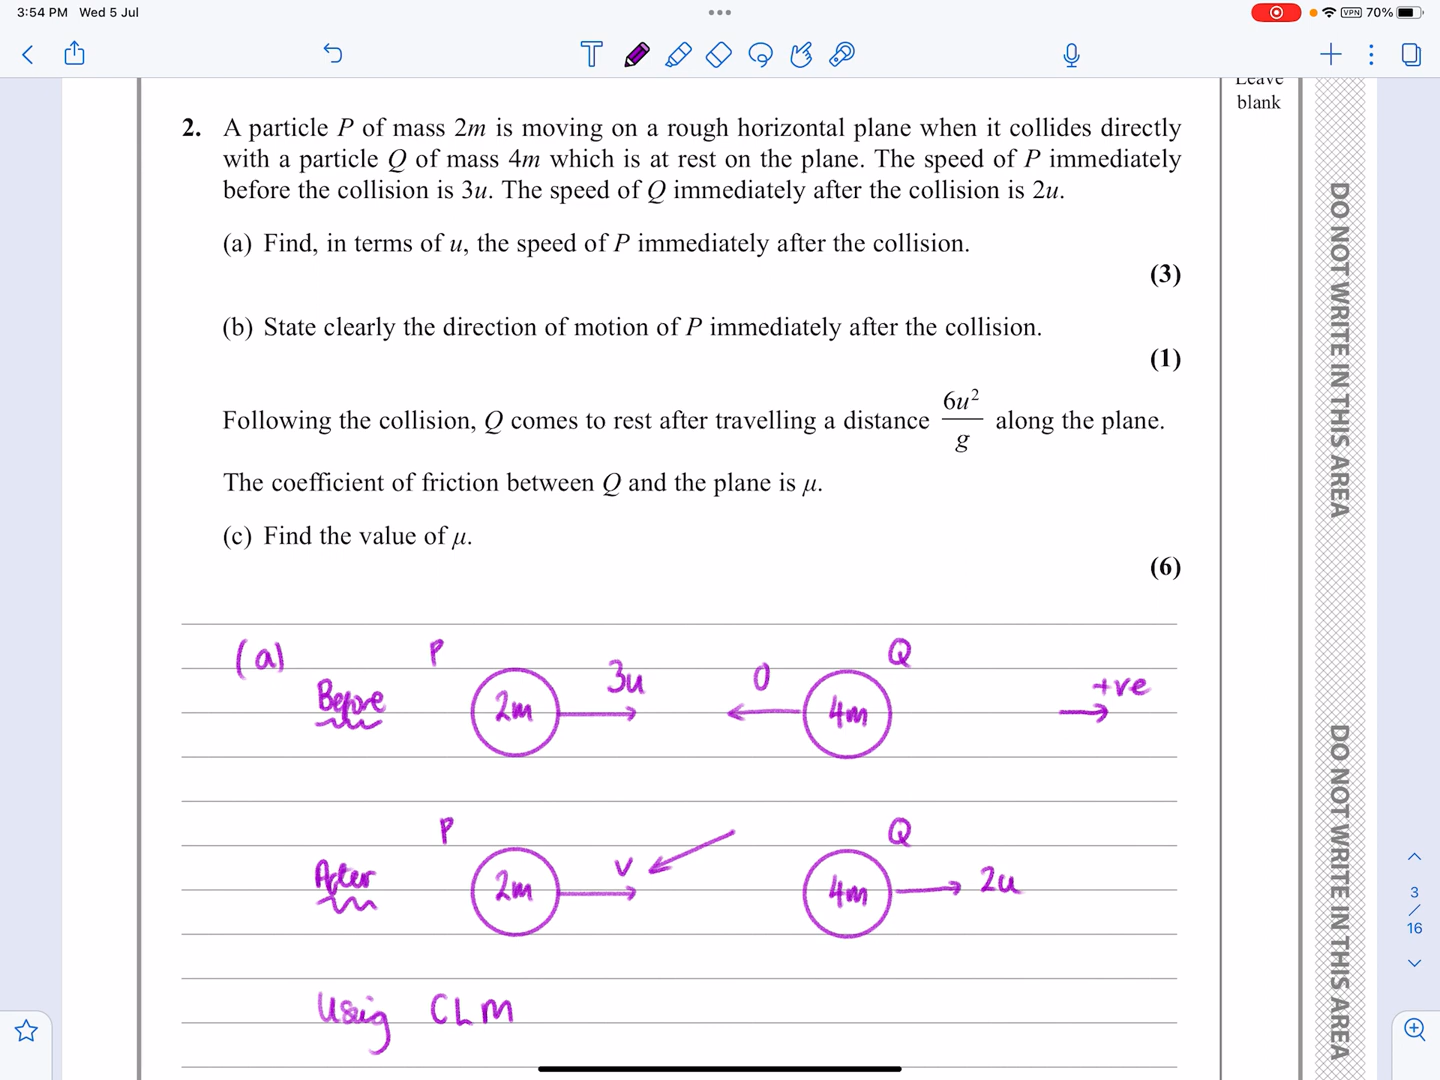 3:54 PM Wed 5 Jul
VPN 70%
T
Leave
blank
2. A particle P of mass 2m is moving on a rough horizontal plane when it collides directly
with a particle Q of mass 4m which is at rest on the plane. The speed of P immediately
before the collision is 3u. The speed of Q immediately after the collision is 2u.
(a) Find, in terms of u, the speed of P immediately after the collision.
(3)
(b) State clearly the direction of motion of P immediately after the collision.
(1)
Following the collision, Q comes to rest after travelling a distance 6u²/g along the plane.
The coefficient of friction between Q and the plane is μ.
(c) Find the value of μ.
(6)
(a) P Q
Before 2m 3u 0 4m +ve
P Q
After 2m v 4m 2u
Using CLM
DO NOT WRITE IN THIS AREA
DO NOT WRITE IN THIS AREA
3
/
16